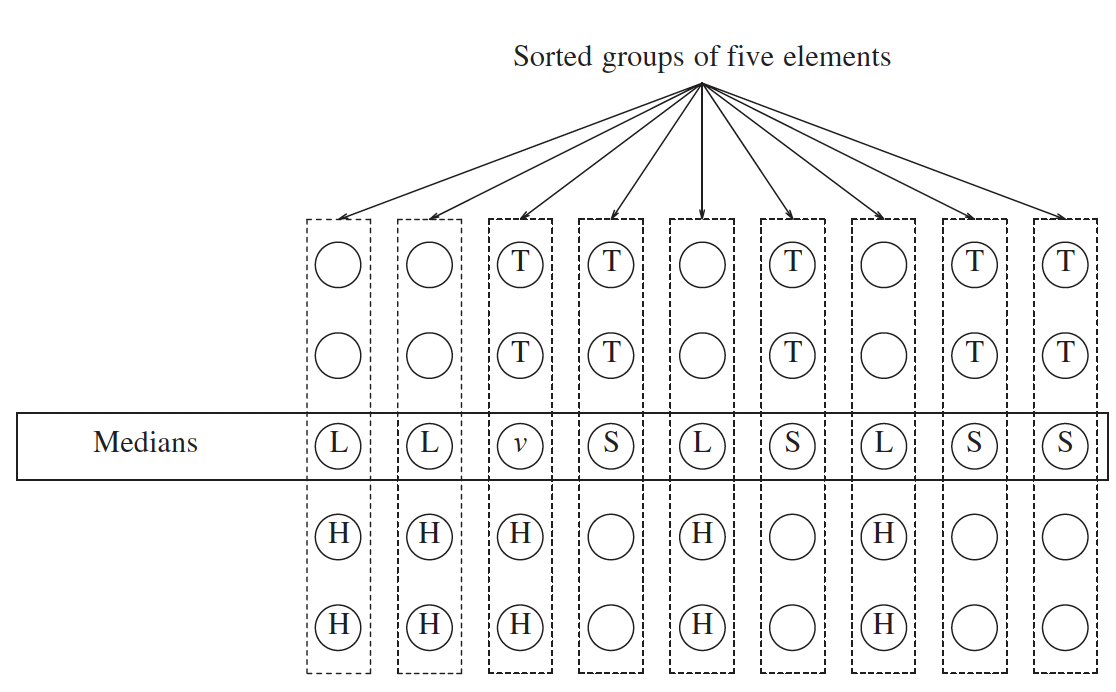 Sorted groups of five elements
T T T T T
T T T T T
Medians L L v S L S L S S
H H H H H
H H H H H